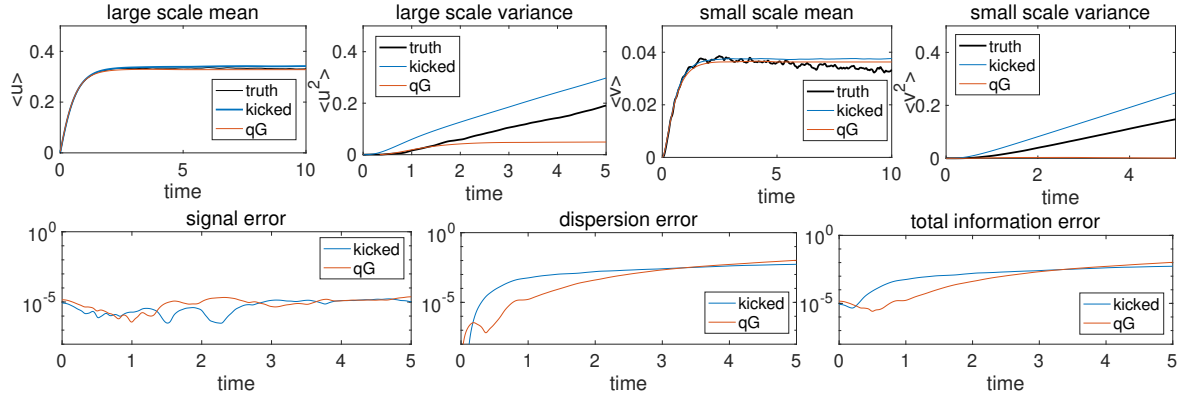 large scale mean
<u>
0.4
0.2
0
truth
kicked
qG
0
5
10
time
large scale variance
<u²>
0.4
0.2
0
truth
kicked
qG
0
1
2
3
4
5
time
small scale mean
<v>
0.04
0.02
0
truth
kicked
qG
0
5
10
time
small scale variance
<v²>
0.4
0.2
0
truth
kicked
qG
0
2
4
time
signal error
10⁰
10⁻⁵
kicked
qG
0
1
2
3
4
5
time
dispersion error
10⁰
10⁻⁵
kicked
qG
0
1
2
3
4
5
time
total information error
10⁰
10⁻⁵
kicked
qG
0
1
2
3
4
5
time